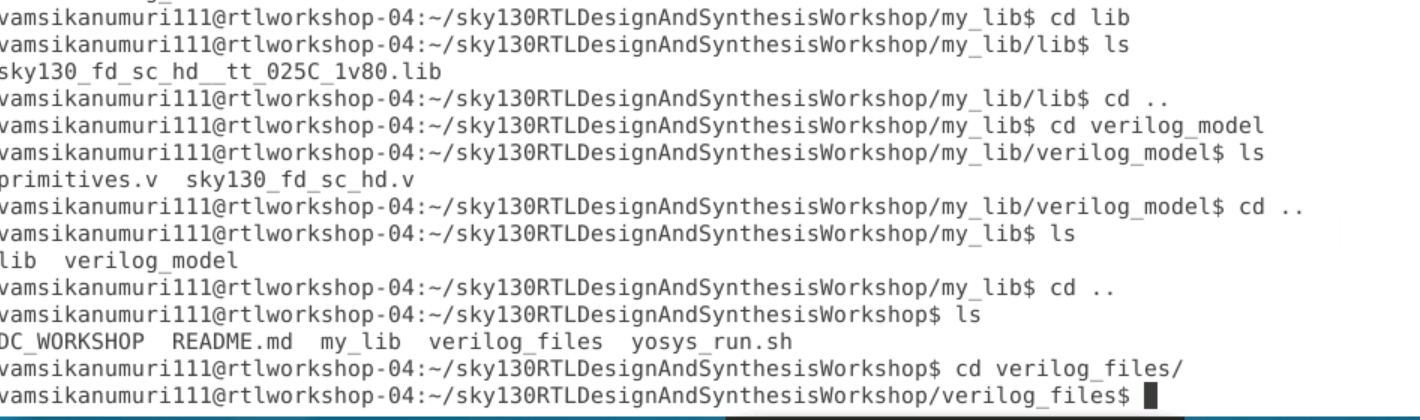 vamsikanumuri111@rtlworkshop-04:~/sky130RTLDesignAndSynthesisWorkshop/my_lib$ cd lib
vamsikanumuri111@rtlworkshop-04:~/sky130RTLDesignAndSynthesisWorkshop/my_lib/lib$ ls
sky130_fd_sc_hd__tt_025C_1v80.lib
vamsikanumuri111@rtlworkshop-04:~/sky130RTLDesignAndSynthesisWorkshop/my_lib/lib$ cd ..
vamsikanumuri111@rtlworkshop-04:~/sky130RTLDesignAndSynthesisWorkshop/my_lib$ cd verilog_model
vamsikanumuri111@rtlworkshop-04:~/sky130RTLDesignAndSynthesisWorkshop/my_lib/verilog_model$ ls
primitives.v  sky130_fd_sc_hd.v
vamsikanumuri111@rtlworkshop-04:~/sky130RTLDesignAndSynthesisWorkshop/my_lib/verilog_model$ cd ..
vamsikanumuri111@rtlworkshop-04:~/sky130RTLDesignAndSynthesisWorkshop/my_lib$ ls
lib  verilog_model
vamsikanumuri111@rtlworkshop-04:~/sky130RTLDesignAndSynthesisWorkshop/my_lib$ cd ..
vamsikanumuri111@rtlworkshop-04:~/sky130RTLDesignAndSynthesisWorkshop$ ls
DC_WORKSHOP  README.md  my_lib  verilog_files  yosys_run.sh
vamsikanumuri111@rtlworkshop-04:~/sky130RTLDesignAndSynthesisWorkshop$ cd verilog_files/
vamsikanumuri111@rtlworkshop-04:~/sky130RTLDesignAndSynthesisWorkshop/verilog_files$